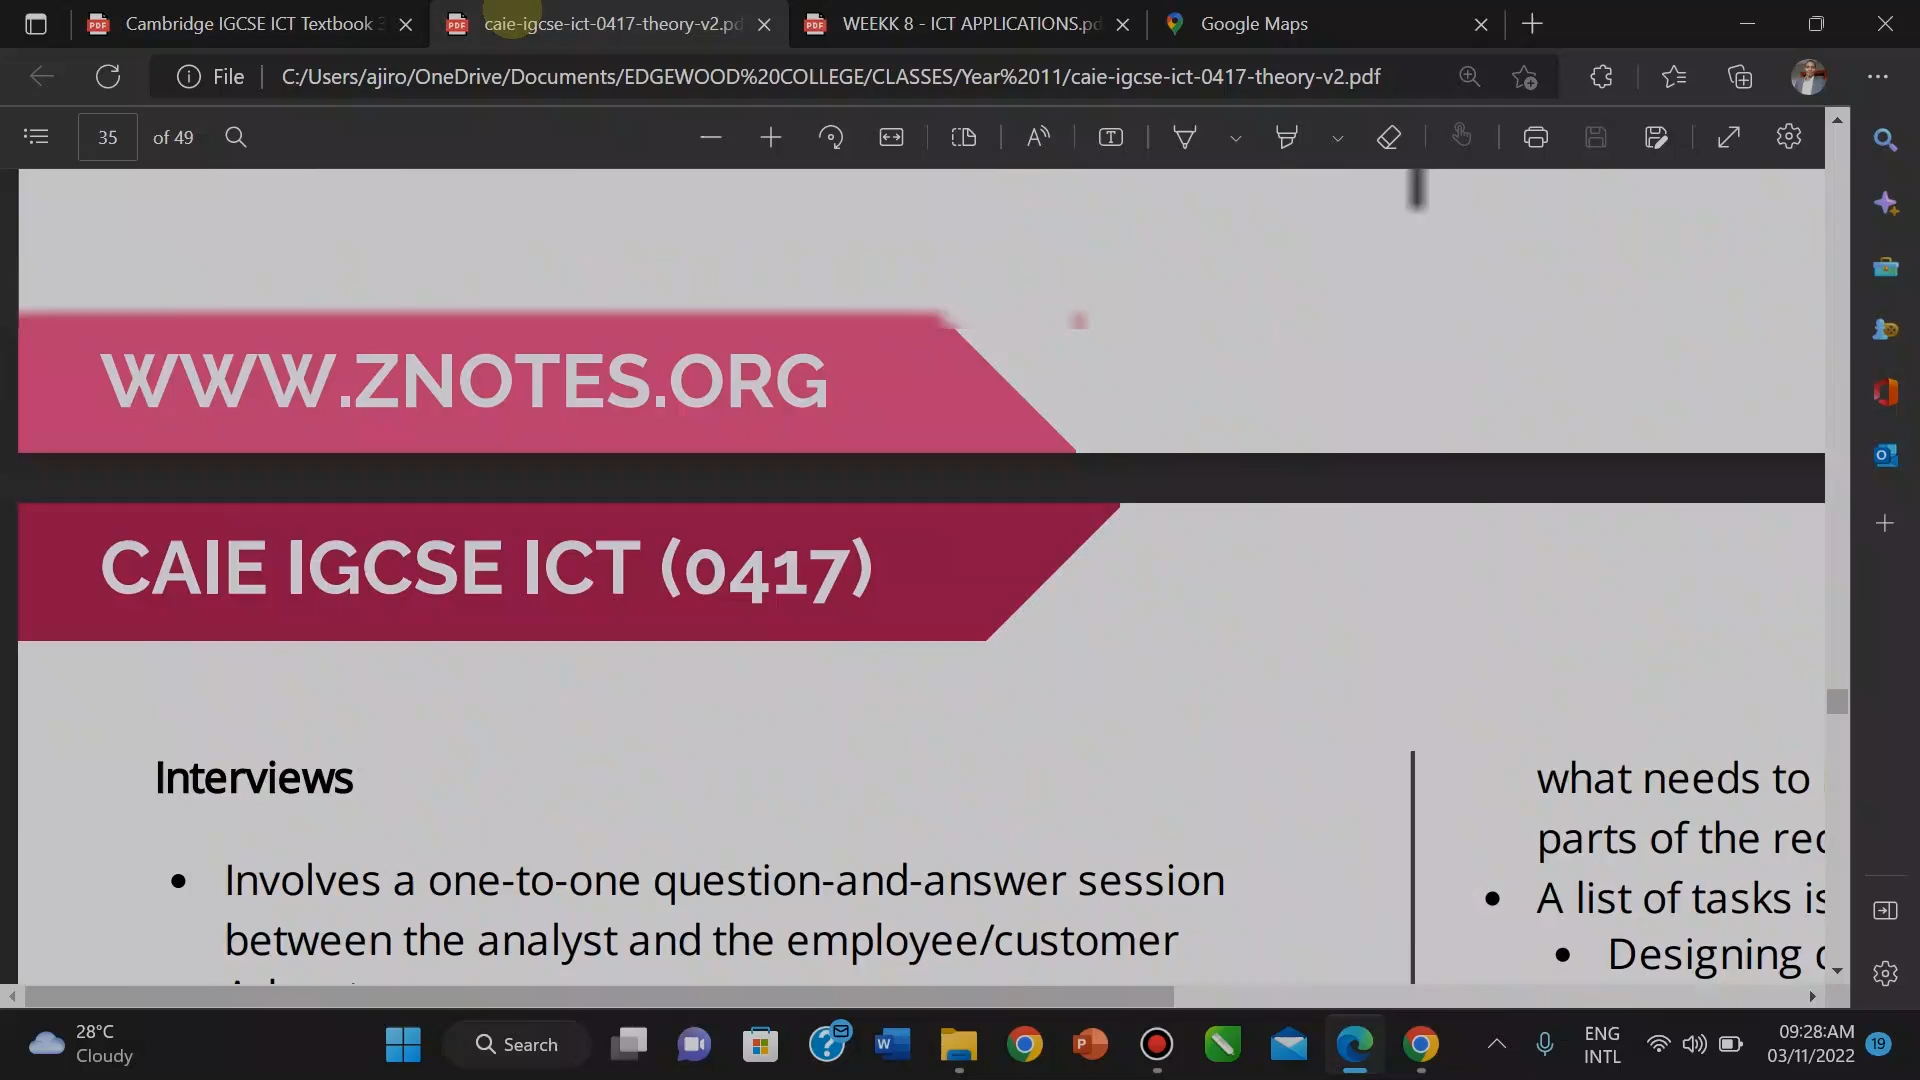 Cambridge IGCSE ICT Textbook
caie-igcse-ict-0417-theory-v2.pd
WEEKK 8 - ICT APPLICATIONS.pd
Google Maps
File
C:/Users/ajiro/OneDrive/Documents/EDGEWOOD%20COLLEGE/CLASSES/Year%2011/caie-igcse-ict-0417-theory-v2.pdf
35 of 49
WWW.ZNOTES.ORG
CAIE IGCSE ICT (0417)
Interviews
• Involves a one-to-one question-and-answer session
between the analyst and the employee/customer
what needs to
parts of the rec
• A list of tasks is
• Designing
28°C
Cloudy
Search
ENG
INTL
09:28:AM
03/11/2022
19